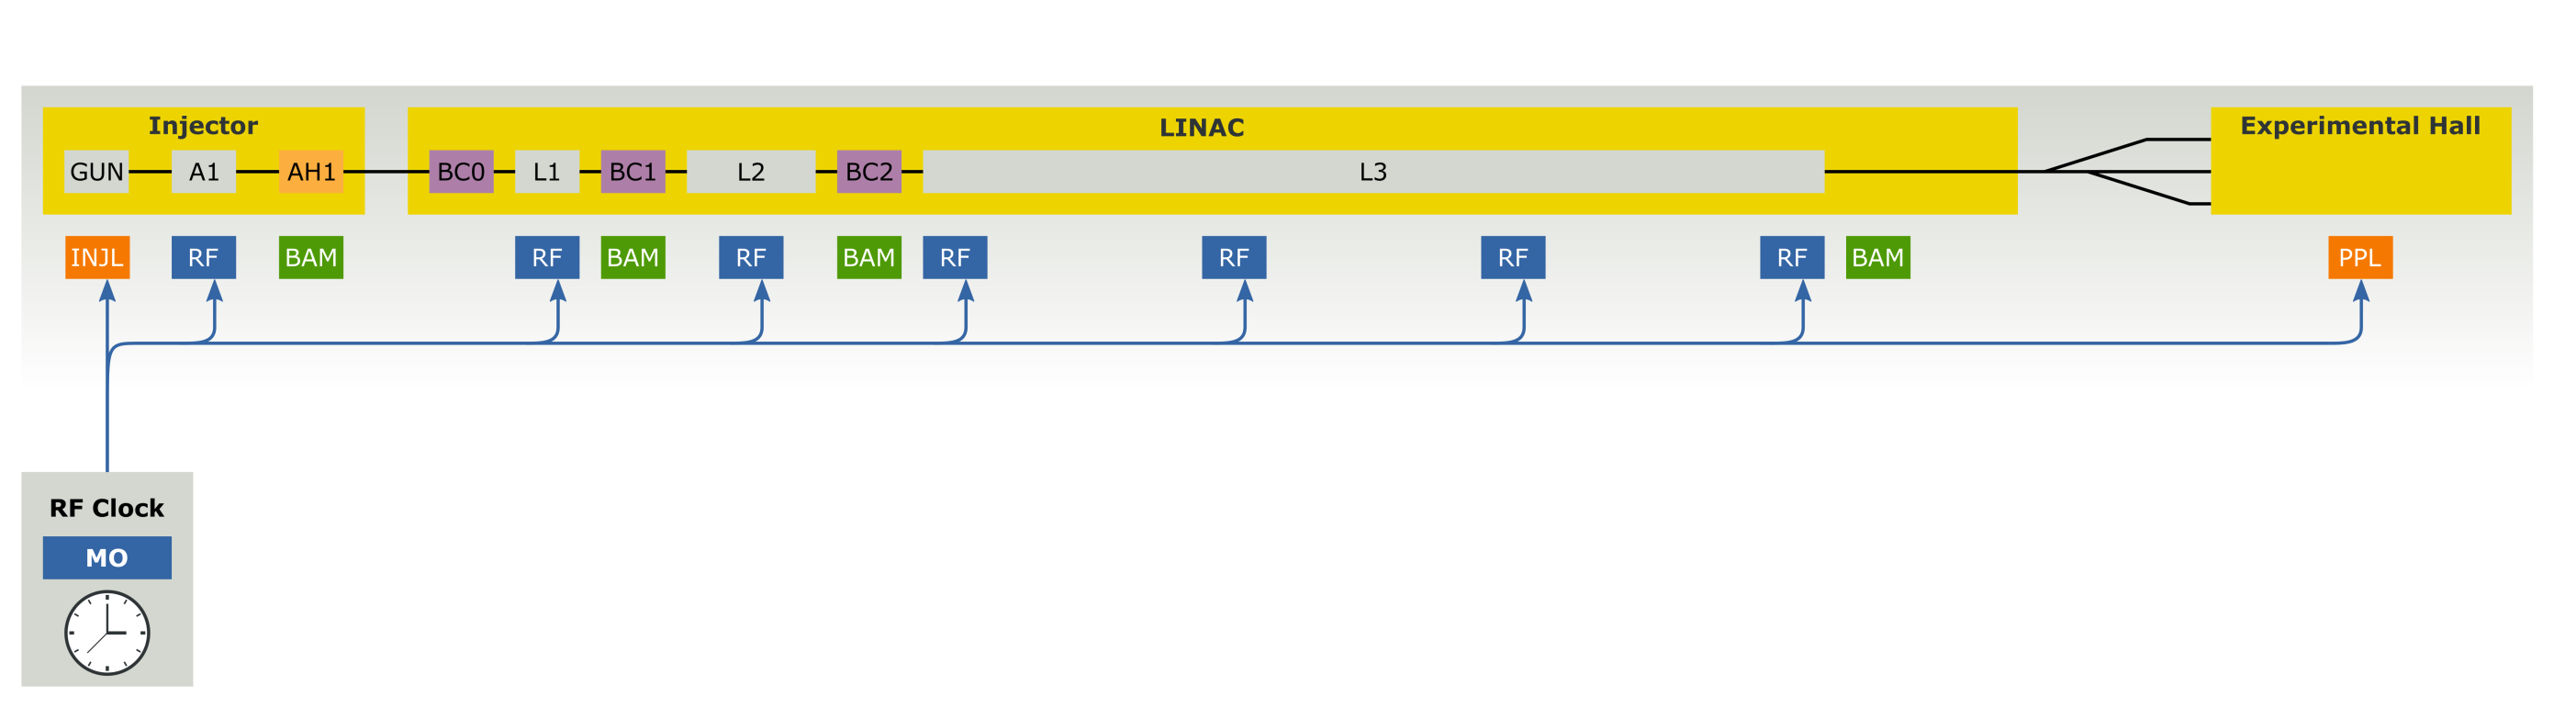 Injector
LINAC
Experimental Hall
GUN
A1
AH1
BC0
L1
BC1
L2
BC2
L3
INJL
RF
BAM
RF
BAM
RF
BAM
RF
RF
RF
RF
BAM
PPL
RF Clock
MO